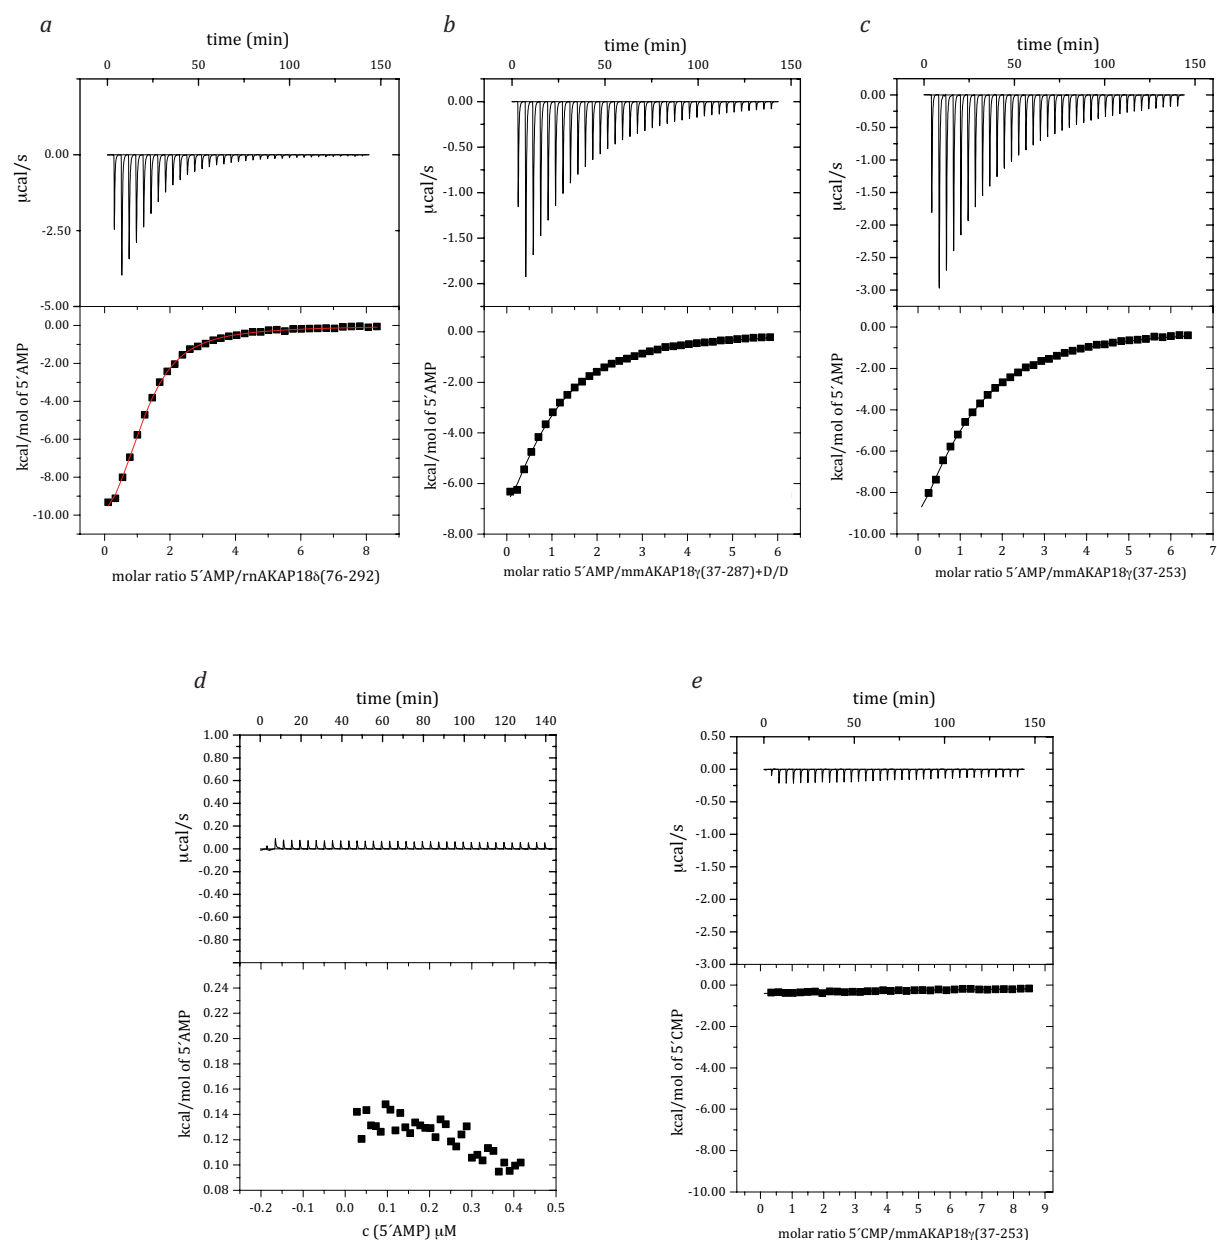 a
time (min)
0 50 100 150
0.00
-2.50
-5.00
µcal/s
0.00
-2.00
-4.00
-6.00
-8.00
-10.00
kcal/mol of 5´AMP
0 2 4 6 8
molar ratio 5´AMP/rnAKAP18δ(76-292)
b
time (min)
0 50 100 150
0.00
-0.50
-1.00
-1.50
-2.00
µcal/s
0.00
-2.00
-4.00
-6.00
-8.00
kcal/mol of 5´AMP
0 1 2 3 4 5 6
molar ratio 5´AMP/mmAKAP18γ(37-287)+D/D
c
time (min)
0 50 100 150
0.00
-0.50
-1.00
-1.50
-2.00
-2.50
-3.00
µcal/s
0.00
-2.00
-4.00
-6.00
-8.00
-10.00
kcal/mol of 5´AMP
0 1 2 3 4 5 6 7
molar ratio 5´AMP/mmAKAP18γ(37-253)
d
time (min)
0 20 40 60 80 100 120 140
1.00
0.80
0.60
0.40
0.20
0.00
-0.20
-0.40
-0.60
-0.80
µcal/s
0.24
0.22
0.20
0.18
0.16
0.14
0.12
0.10
0.08
kcal/mol of 5´AMP
-0.2 -0.1 0.0 0.1 0.2 0.3 0.4 0.5
c (5´AMP) µM
e
time (min)
0 50 100 150
0.50
0.00
-0.50
-1.00
-1.50
-2.00
-2.50
-3.00
µcal/s
0.00
-2.00
-4.00
-6.00
-8.00
-10.00
kcal/mol of 5´CMP
0 1 2 3 4 5 6 7 8 9
molar ratio 5´CMP/mmAKAP18γ(37-253)